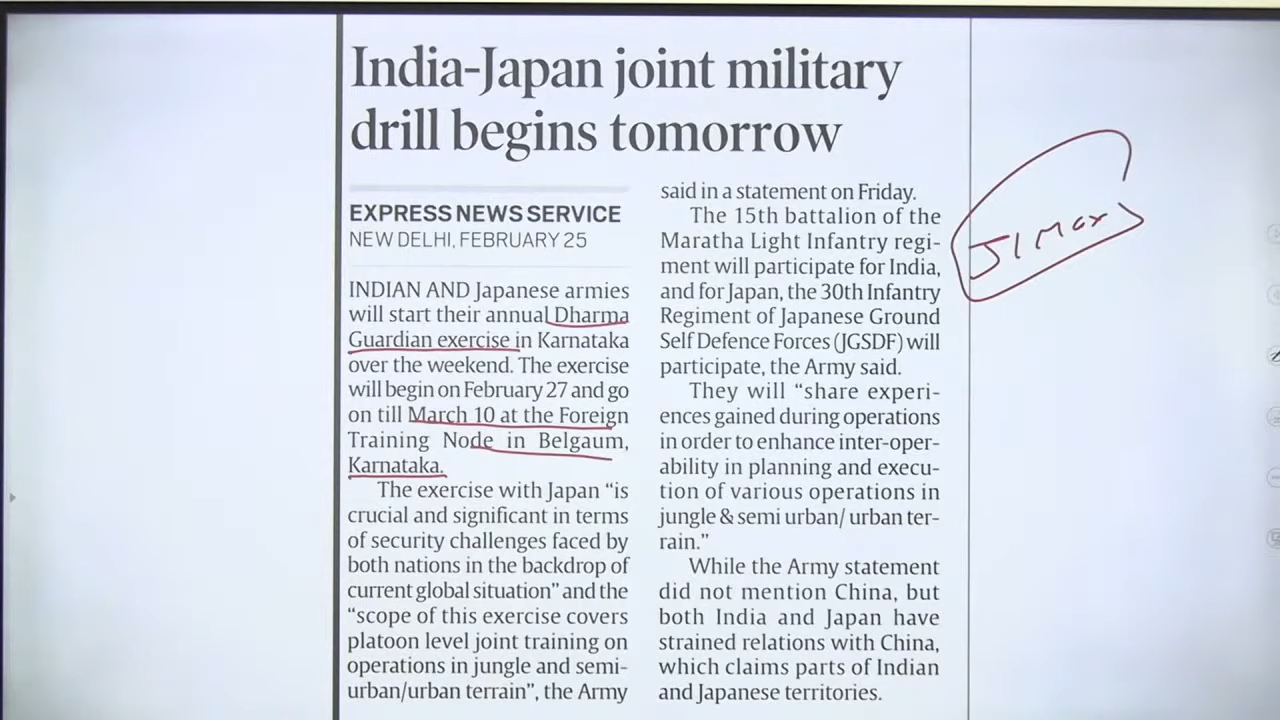 India-Japan joint military
drill begins tomorrow
EXPRESS NEWS SERVICE
NEW DELHI, FEBRUARY 25
INDIAN AND Japanese armies
will start their annual Dharma
Guardian exercise in Karnataka
over the weekend. The exercise
will begin on February 27 and go
on till March 10 at the Foreign
Training Node in Belgaum,
Karnataka.
The exercise with Japan “is
crucial and significant in terms
of security challenges faced by
both nations in the backdrop of
current global situation” and the
“scope of this exercise covers
platoon level joint training on
operations in jungle and semi-
urban/urban terrain”, the Army
said in a statement on Friday.
The 15th battalion of the
Maratha Light Infantry regi-
ment will participate for India,
and for Japan, the 30th Infantry
Regiment of Japanese Ground
Self Defence Forces (JGSDF) will
participate, the Army said.
They will “share experi-
ences gained during operations
in order to enhance inter-oper-
ability in planning and execu-
tion of various operations in
jungle & semi urban/ urban ter-
rain.”
While the Army statement
did not mention China, but
both India and Japan have
strained relations with China,
which claims parts of Indian
and Japanese territories.
JIMex